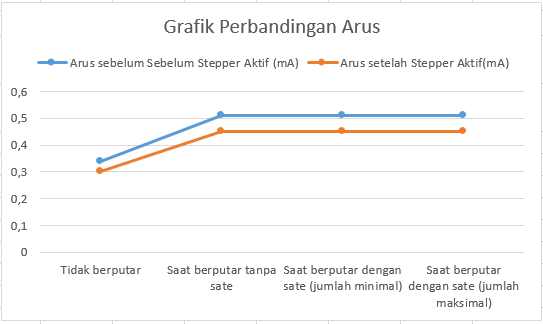 Grafik Perbandingan Arus
Arus sebelum Sebelum Stepper Aktif (mA)
Arus setelah Stepper Aktif(mA)
0,6
0,5
0,4
0,3
0,2
0,1
0
Tidak berputar
Saat berputar tanpa
sate
Saat berputar dengan
sate (jumlah minimal)
Saat berputar
dengan sate (jumlah
maksimal)